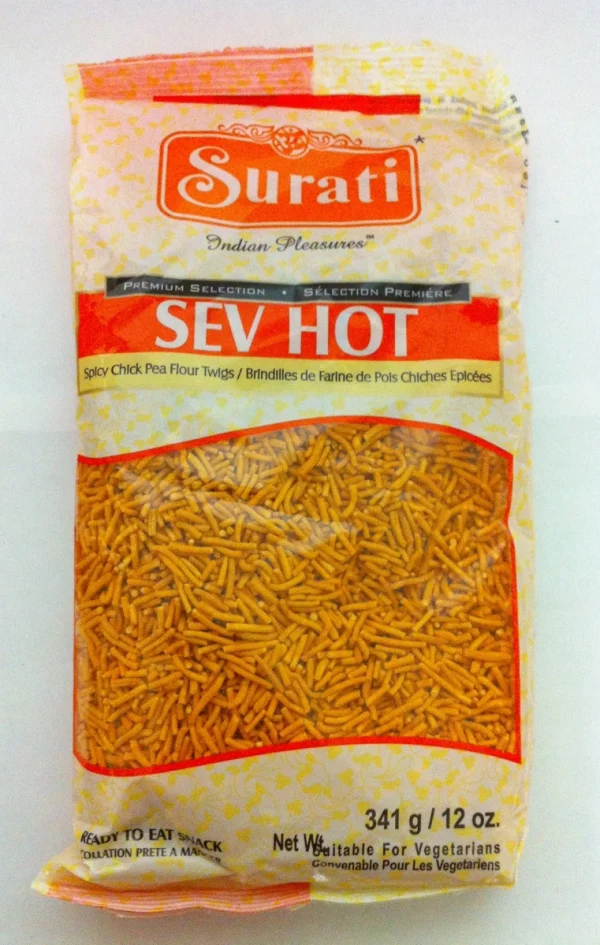 Surati
*
Indian Pleasures™
PREMIUM SELECTION • SÉLECTION PREMIÈRE
SEV HOT
Spicy Chick Pea Flour Twigs / Brindilles de Farine de Pois Chiches Epicées
341 g / 12 oz.
Net Wt.
Suitable For Vegetarians
Convenable Pour Les Vegetariens
READY TO EAT SNACK
COLLATION PRETE A